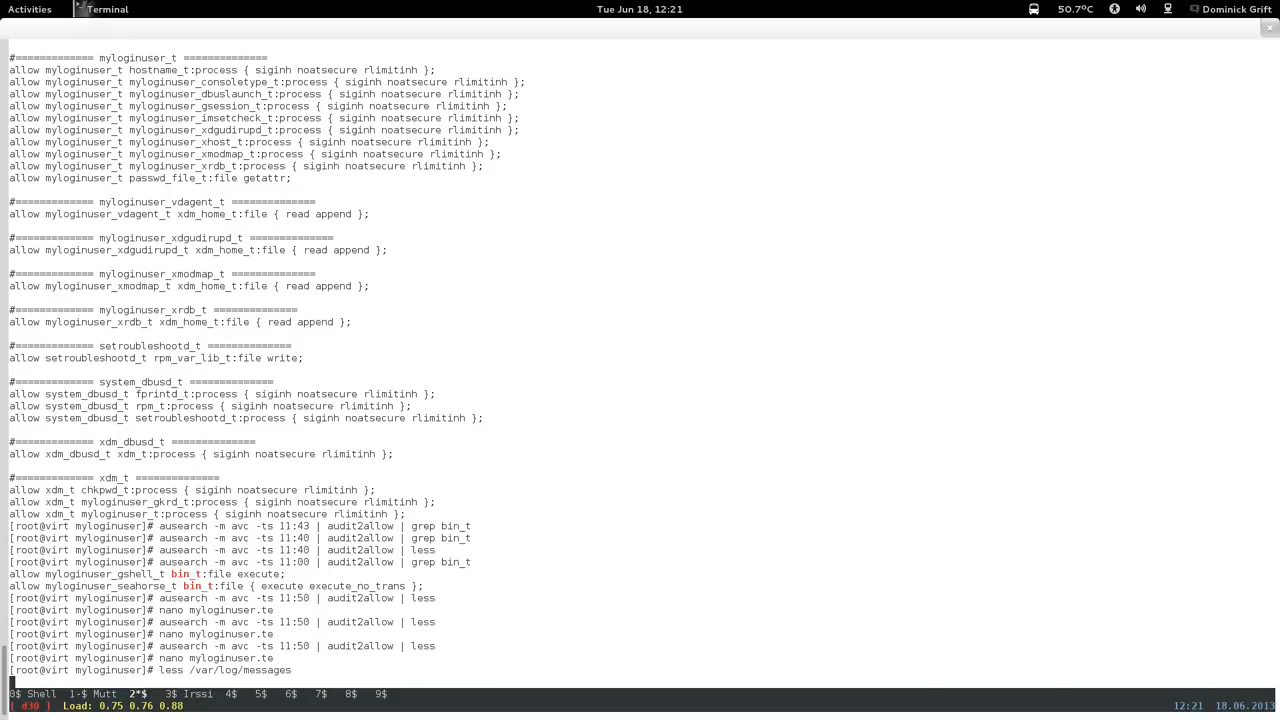 Activities Terminal Tue Jun 18, 12:21 50.7°C Dominick Grift
#============= myloginuser_t ==============
allow myloginuser_t hostname_t:process { siginh noatsecure rlimitinh };
allow myloginuser_t myloginuser_consoletype_t:process { siginh noatsecure rlimitinh };
allow myloginuser_t myloginuser_dbuslaunch_t:process { siginh noatsecure rlimitinh };
allow myloginuser_t myloginuser_gsession_t:process { siginh noatsecure rlimitinh };
allow myloginuser_t myloginuser_imsetcheck_t:process { siginh noatsecure rlimitinh };
allow myloginuser_t myloginuser_xdgudirupd_t:process { siginh noatsecure rlimitinh };
allow myloginuser_t myloginuser_xhost_t:process { siginh noatsecure rlimitinh };
allow myloginuser_t myloginuser_xmodmap_t:process { siginh noatsecure rlimitinh };
allow myloginuser_t myloginuser_xrdb_t:process { siginh noatsecure rlimitinh };
allow myloginuser_t passwd_file_t:file getattr;
#============= myloginuser_vdagent_t ==============
allow myloginuser_vdagent_t xdm_home_t:file { read append };
#============= myloginuser_xdgudirupd_t ==============
allow myloginuser_xdgudirupd_t xdm_home_t:file { read append };
#============= myloginuser_xmodmap_t ==============
allow myloginuser_xmodmap_t xdm_home_t:file { read append };
#============= myloginuser_xrdb_t ==============
allow myloginuser_xrdb_t xdm_home_t:file { read append };
#============= setroubleshootd_t ==============
allow setroubleshootd_t rpm_var_lib_t:file write;
#============= system_dbusd_t ==============
allow system_dbusd_t fprintd_t:process { siginh noatsecure rlimitinh };
allow system_dbusd_t rpm_t:process { siginh noatsecure rlimitinh };
allow system_dbusd_t setroubleshootd_t:process { siginh noatsecure rlimitinh };
#============= xdm_dbusd_t ==============
allow xdm_dbusd_t xdm_t:process { siginh noatsecure rlimitinh };
#============= xdm_t ==============
allow xdm_t chkpwd_t:process { siginh noatsecure rlimitinh };
allow xdm_t myloginuser_gkrd_t:process { siginh noatsecure rlimitinh };
allow xdm_t myloginuser_t:process { siginh noatsecure rlimitinh };
[root@virt myloginuser]# ausearch -m avc -ts 11:43 | audit2allow | grep bin_t
[root@virt myloginuser]# ausearch -m avc -ts 11:40 | audit2allow | grep bin_t
[root@virt myloginuser]# ausearch -m avc -ts 11:40 | audit2allow | less
[root@virt myloginuser]# ausearch -m avc -ts 11:00 | audit2allow | grep bin_t
allow myloginuser_gshell_t bin_t:file execute;
allow myloginuser_seahorse_t bin_t:file { execute execute_no_trans };
[root@virt myloginuser]# ausearch -m avc -ts 11:50 | audit2allow | less
[root@virt myloginuser]# nano myloginuser.te
[root@virt myloginuser]# ausearch -m avc -ts 11:50 | audit2allow | less
[root@virt myloginuser]# nano myloginuser.te
[root@virt myloginuser]# ausearch -m avc -ts 11:50 | audit2allow | less
[root@virt myloginuser]# nano myloginuser.te
[root@virt myloginuser]# less /var/log/messages
0$ Shell 1-$ Mutt 2*$ 3$ Irssi 4$ 5$ 6$ 7$ 8$ 9$
[ d30 ] Load: 0.75 0.76 0.88 12:21 18.06.2013